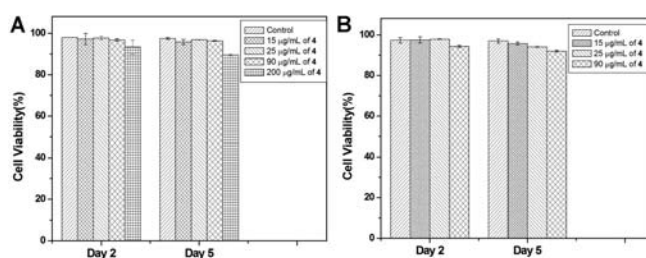 A
Control
15 µg/mL of 4
25 µg/mL of 4
90 µg/mL of 4
200 µg/mL of 4
100
80
60
40
20
0
Cell Viability(%)
Day 2 Day 5
B
Control
15 µg/mL of 4
25 µg/mL of 4
90 µg/mL of 4
100
80
60
40
20
0
Cell Viability(%)
Day 2 Day 5